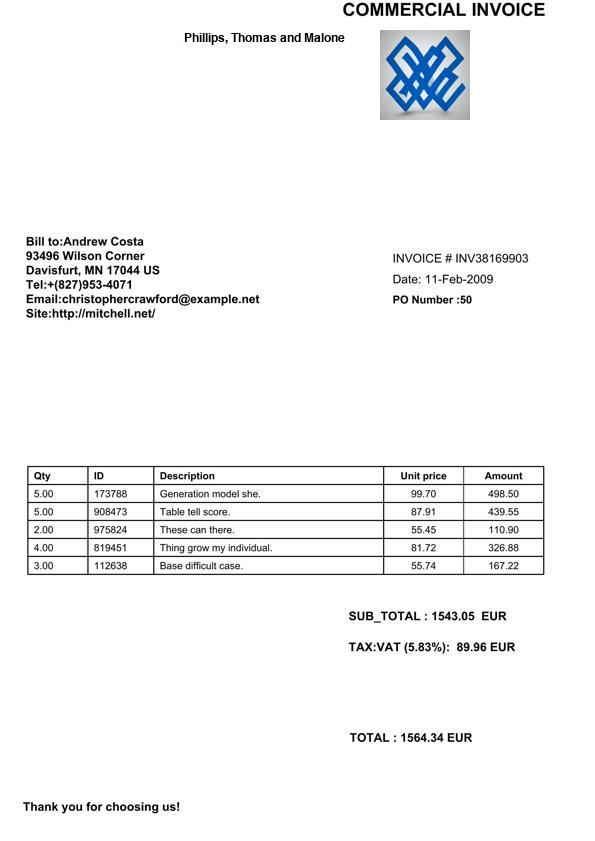 COMMERCIAL INVOICE
Phillips, Thomas and Malone
Bill to:Andrew Costa
93496 Wilson Corner
Davisfurt, MN 17044 US
Tel:+(827)953-4071
Email:christophercrawford@example.net
Site:http://mitchell.net/
INVOICE # INV38169903
Date: 11-Feb-2009
PO Number :50
Qty ID Description Unit price Amount
5.00 173788 Generation model she. 99.70 498.50
5.00 908473 Table tell score. 87.91 439.55
2.00 975824 These can there. 55.45 110.90
4.00 819451 Thing grow my individual. 81.72 326.88
3.00 112638 Base difficult case. 55.74 167.22
SUB_TOTAL : 1543.05 EUR
TAX:VAT (5.83%): 89.96 EUR
TOTAL : 1564.34 EUR
Thank you for choosing us!